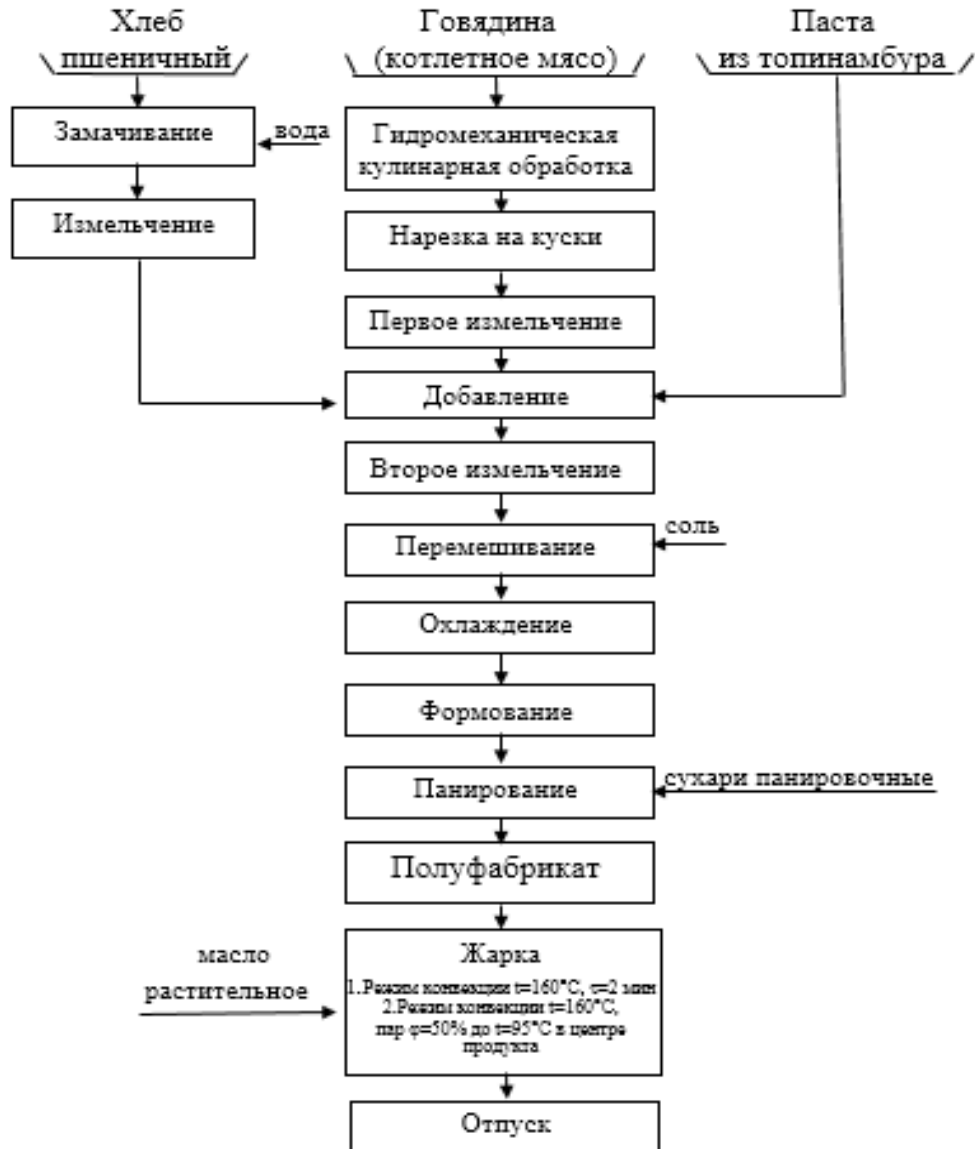 Хлеб
пшеничный
Говядина
(котлетное мясо)
Паста
из топинамбура
Замачивание
вода
Гидромеханическая
кулинарная обработка
Измельчение
Нарезка на куски
Первое измельчение
Добавление
Второе измельчение
соль
Перемешивание
Охлаждение
Формование
сухари панировочные
Панирование
Полуфабрикат
масло
растительное
Жарка
1.Режим конвекции t=160°C, τ=2 мин
2.Режим конвекции t=160°C,
пар φ=50% до t=95°C в центре
продукта
Отпуск